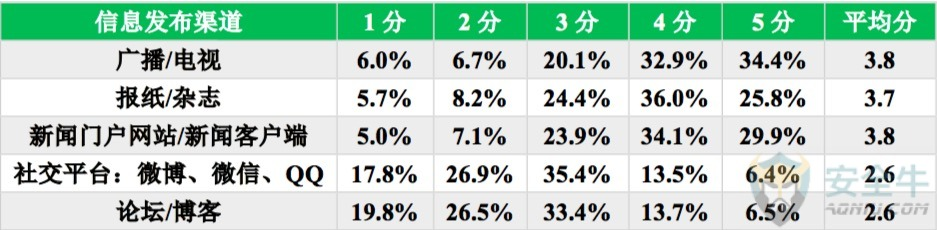 信息发布渠道 1分 2分 3分 4分 5分 平均分
广播/电视 6.0% 6.7% 20.1% 32.9% 34.4% 3.8
报纸/杂志 5.7% 8.2% 24.4% 36.0% 25.8% 3.7
新闻门户网站/新闻客户端 5.0% 7.1% 23.9% 34.1% 29.9% 3.8
社交平台：微博、微信、QQ 17.8% 26.9% 35.4% 13.5% 6.4% 2.6
论坛/博客 19.8% 26.5% 33.4% 13.7% 6.5% 2.6
安全牛
AQNIU.COM